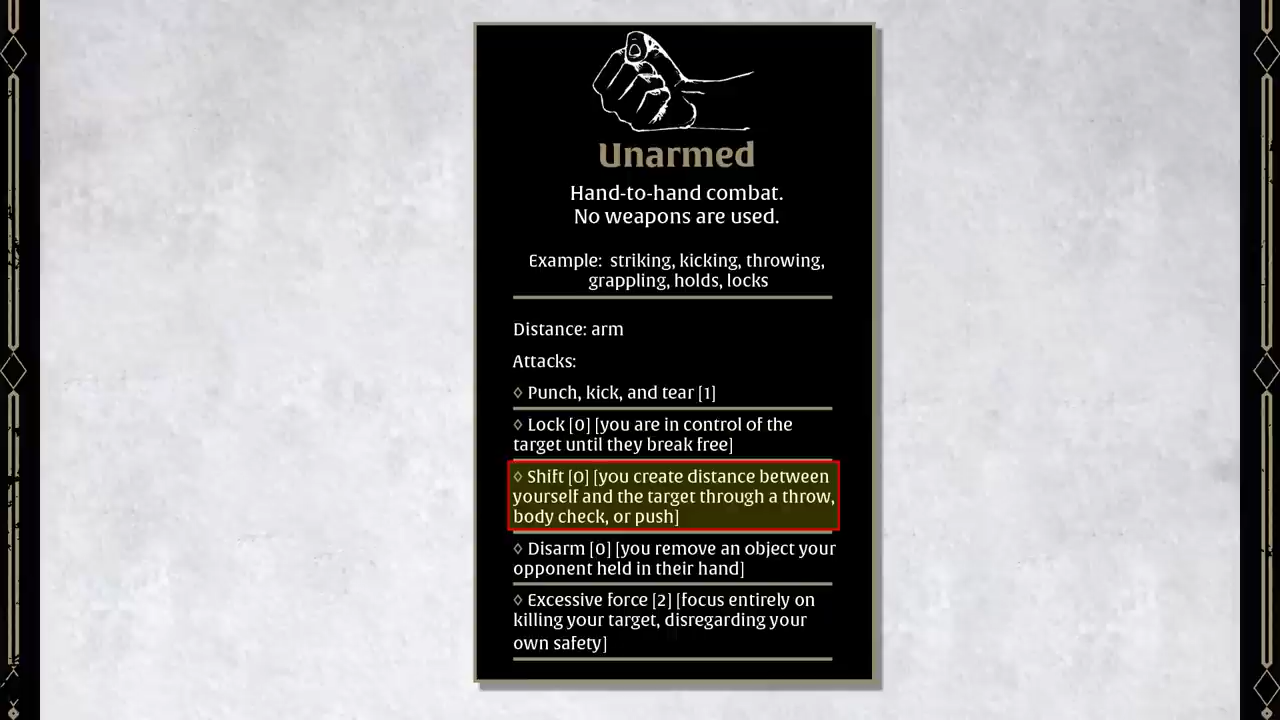 Unarmed
Hand-to-hand combat.
No weapons are used.
Example: striking, kicking, throwing,
grappling, holds, locks
Distance: arm
Attacks:
◊ Punch, kick, and tear [1]
◊ Lock [0] [you are in control of the
target until they break free]
◊ Shift [0] [you create distance between
yourself and the target through a throw,
body check, or push]
◊ Disarm [0] [you remove an object your
opponent held in their hand]
◊ Excessive force [2] [focus entirely on
killing your target, disregarding your
own safety]